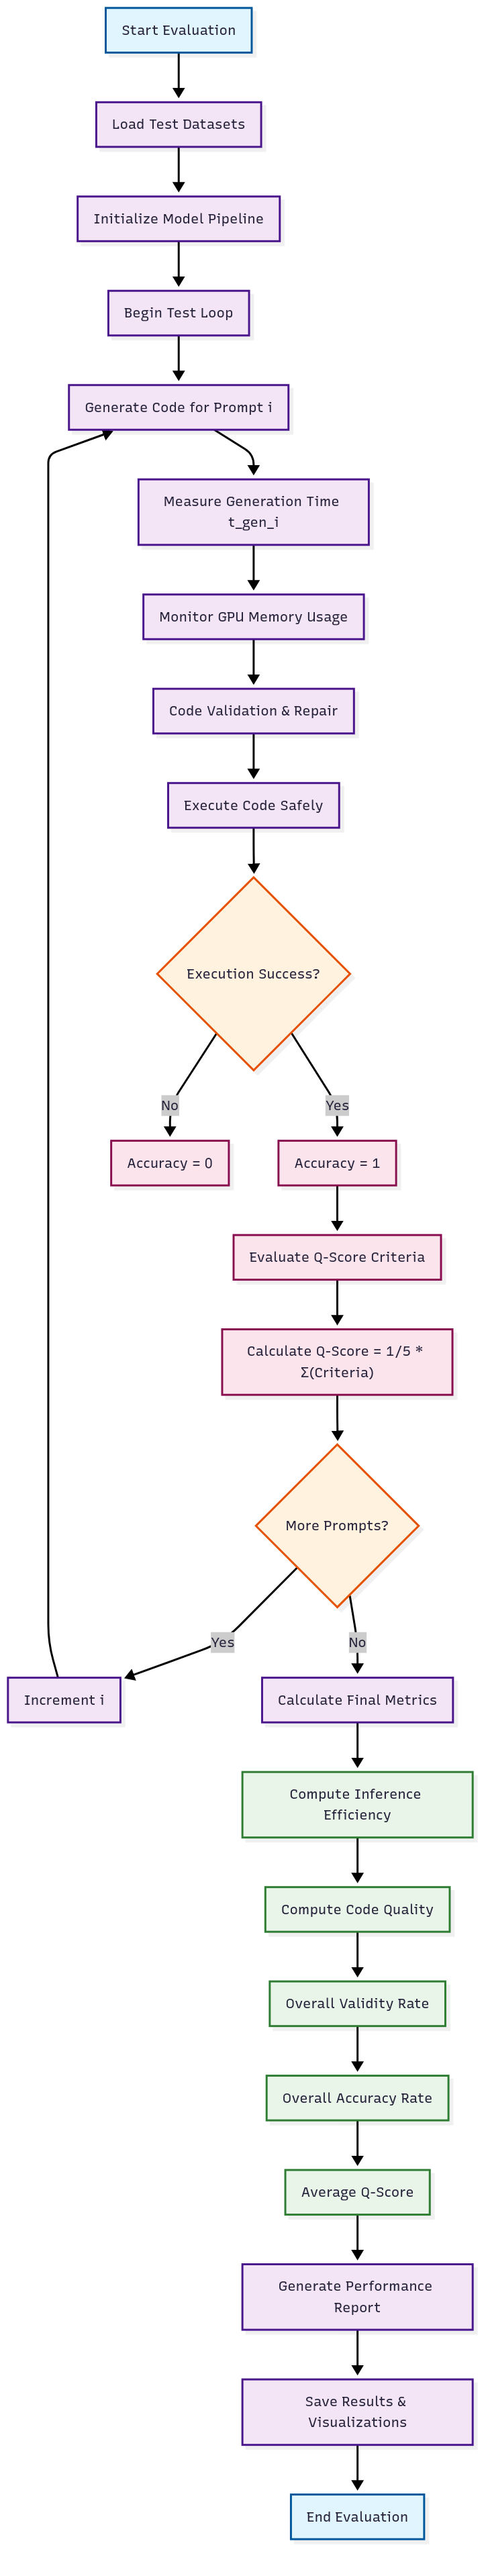 Start Evaluation
Load Test Datasets
Initialize Model Pipeline
Begin Test Loop
Generate Code for Prompt i
Measure Generation Time
t_gen_i
Monitor GPU Memory Usage
Code Validation & Repair
Execute Code Safely
Execution Success?
No
Yes
Accuracy = 0
Accuracy = 1
Evaluate Q-Score Criteria
Calculate Q-Score = 1/5 *
Σ(Criteria)
More Prompts?
Yes
No
Increment i
Calculate Final Metrics
Compute Inference
Efficiency
Compute Code Quality
Overall Validity Rate
Overall Accuracy Rate
Average Q-Score
Generate Performance
Report
Save Results &
Visualizations
End Evaluation